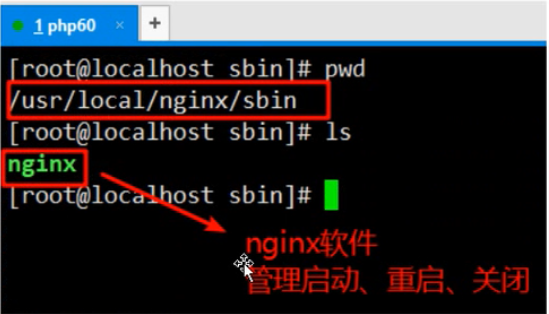 1 php60 × +
[root@localhost sbin]# pwd
/usr/local/nginx/sbin
[root@localhost sbin]# ls
nginx
[root@localhost sbin]#
nginx软件
管理启动、重启、关闭